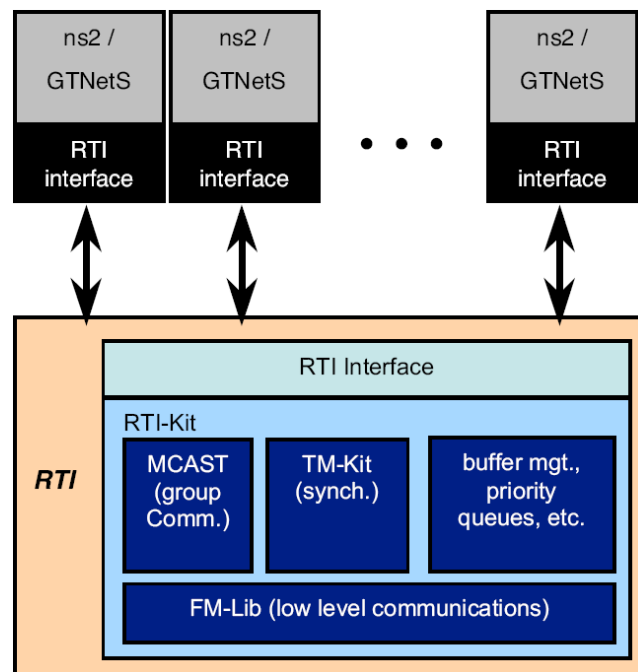 ns2 /
GTNetS
RTI
interface
ns2 /
GTNetS
RTI
interface
ns2 /
GTNetS
RTI
interface
RTI
RTI Interface
RTI-Kit
MCAST
(group
Comm.)
TM-Kit
(synch.)
buffer mgt.,
priority
queues, etc.
FM-Lib (low level communications)